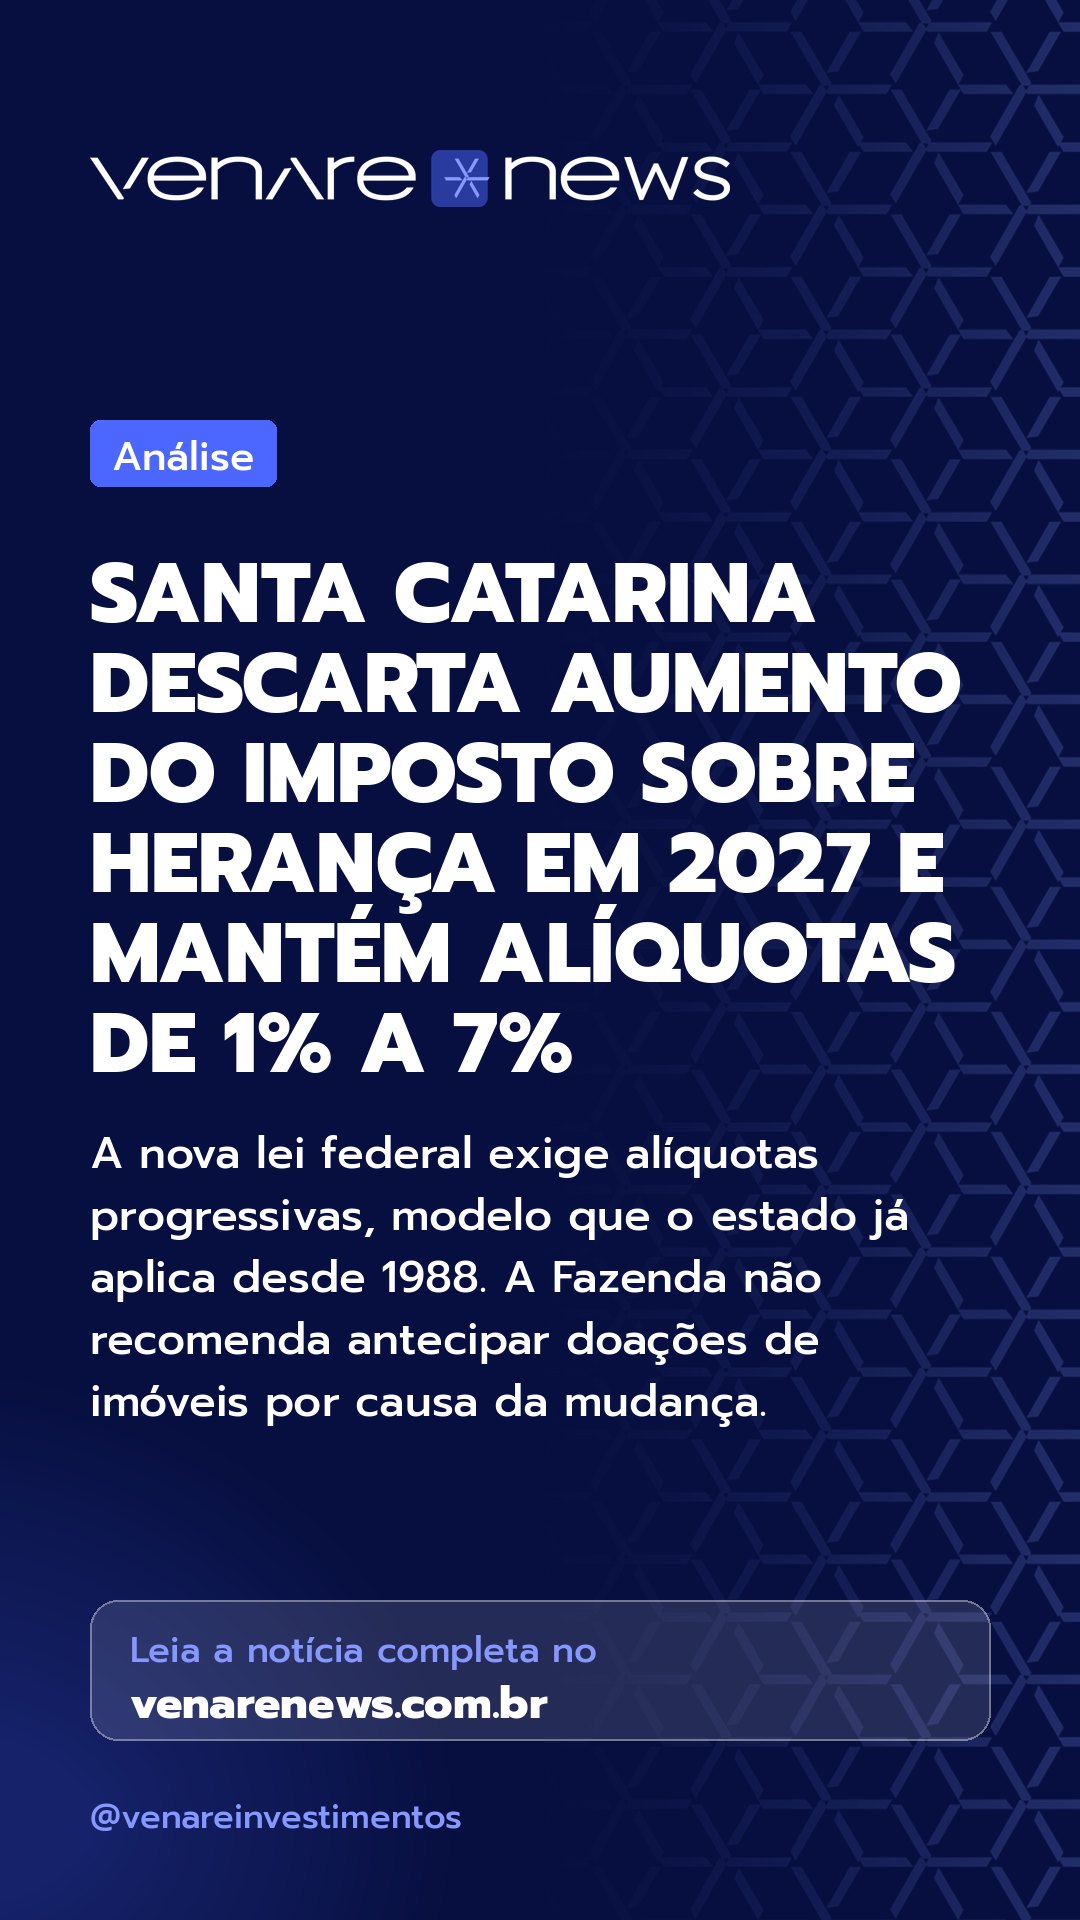 venare news
Análise
SANTA CATARINA
DESCARTA AUMENTO
DO IMPOSTO SOBRE
HERANÇA EM 2027 E
MANTÉM ALÍQUOTAS
DE 1% A 7%
A nova lei federal exige alíquotas
progressivas, modelo que o estado já
aplica desde 1988. A Fazenda não
recomenda antecipar doações de
imóveis por causa da mudança.
Leia a notícia completa no
venarenews.com.br
@venareinvestimentos